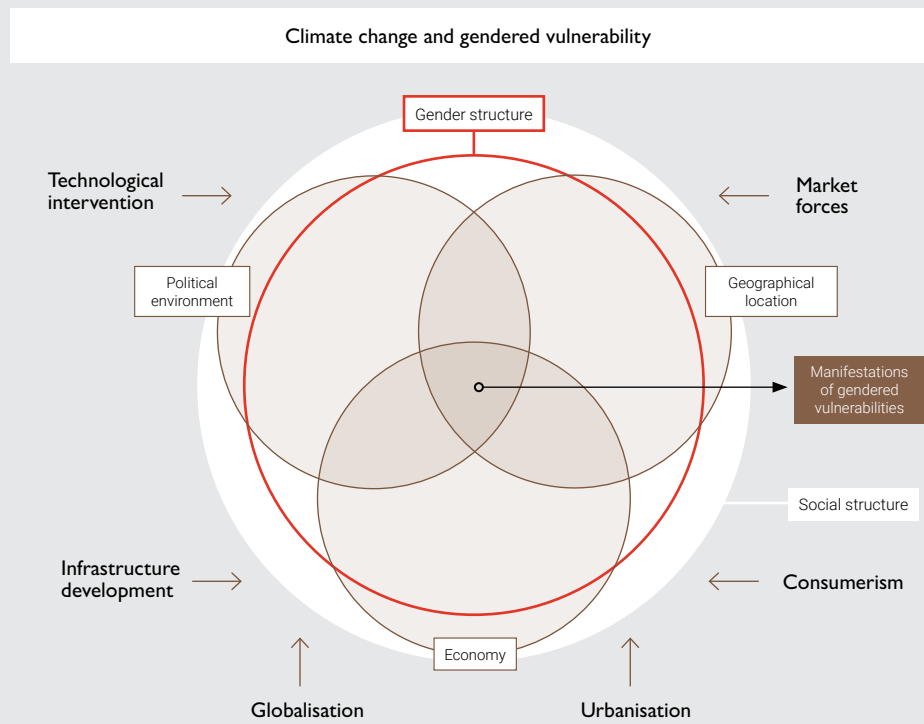 Climate change and gendered vulnerability
Gender structure
Technological
intervention
Market
forces
Political
environment
Geographical
location
Manifestations
of gendered
vulnerabilities
Social structure
Infrastructure
development
Consumerism
Economy
Globalisation
Urbanisation